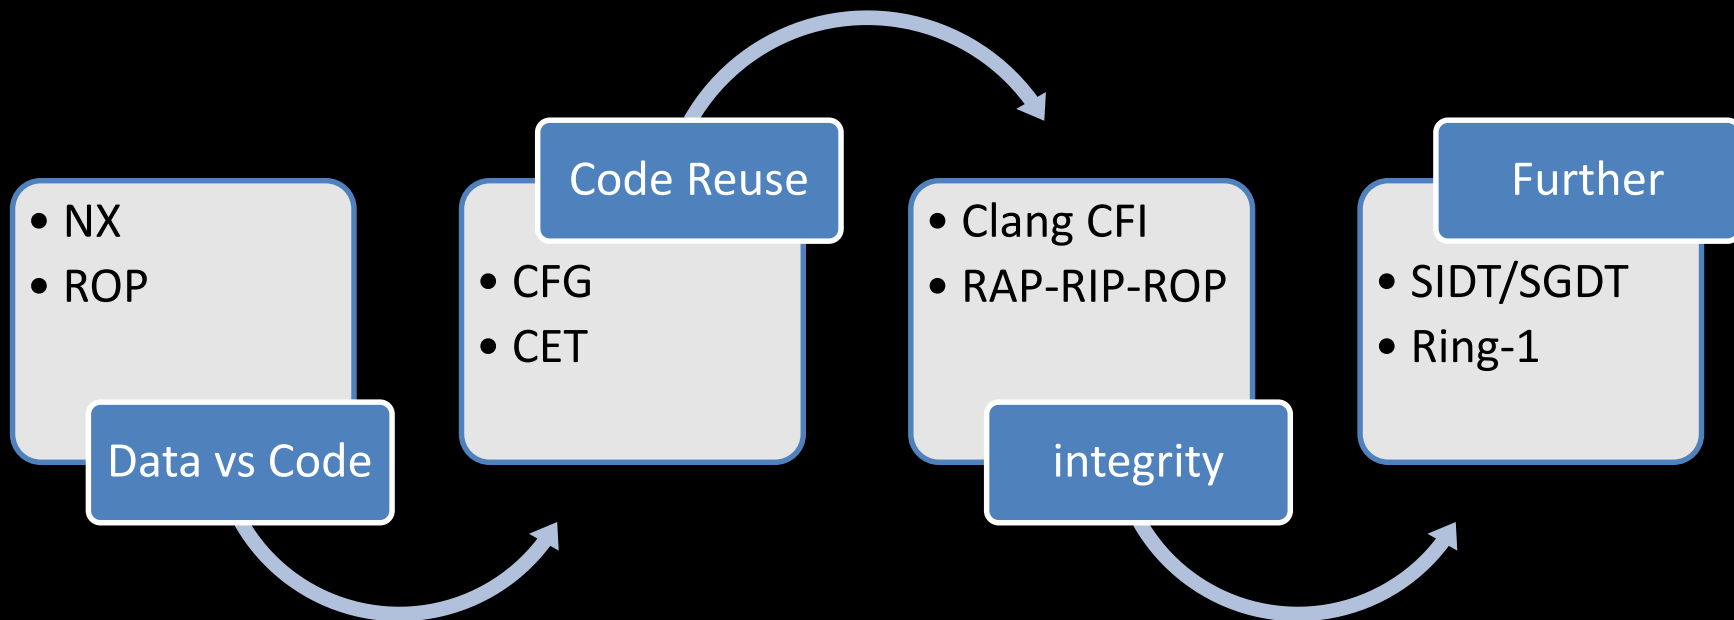 • NX
• ROP
Data vs Code
Code Reuse
• CFG
• CET
• Clang CFI
• RAP-RIP-ROP
integrity
Further
• SIDT/SGDT
• Ring-1